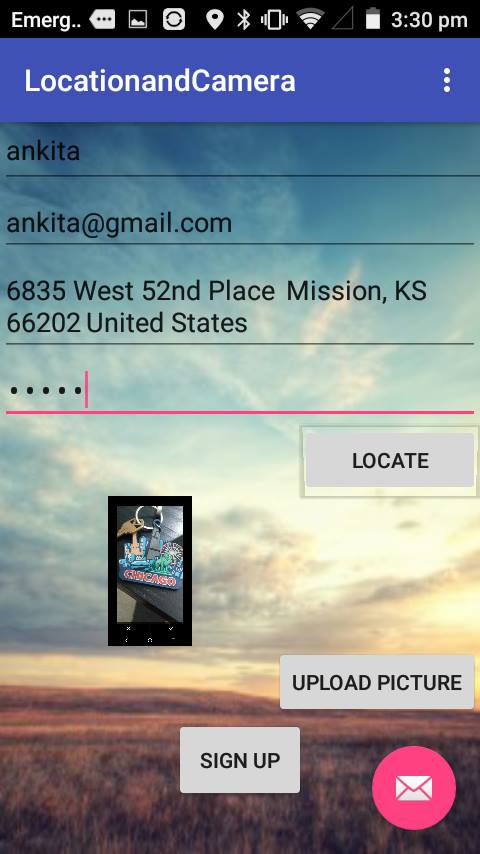 Emerg.. 3:30 pm
LocationandCamera
ankita
ankita@gmail.com
6835 West 52nd Place Mission, KS
66202 United States
•••••
LOCATE
CHICAGO
UPLOAD PICTURE
SIGN UP